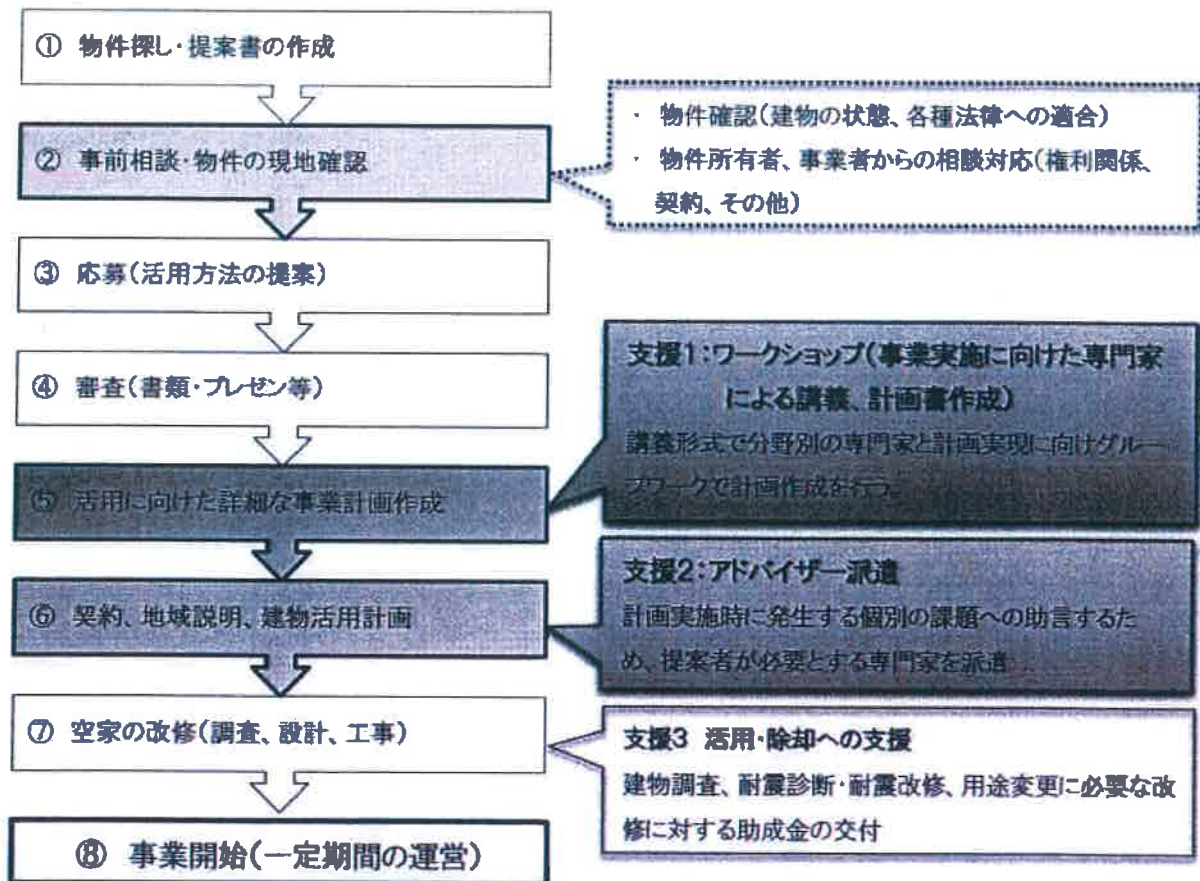 ① 物件探し・提案書の作成
② 事前相談・物件の現地確認
・ 物件確認(建物の状態、各種法律への適合)
・ 物件所有者、事業者からの相談対応(権利関係、
契約、その他)
③ 応募(活用方法の提案)
④ 審査(書類・プレゼン等)
支援1:ワークショップ(事業実施に向けた専門家
による講義、計画書作成)
講義形式で分野別の専門家と計画実現に向けグルー
プワークで計画作成を行う
⑤ 活用に向けた詳細な事業計画作成
支援2:アドバイザー派遣
計画実施時に発生する個別の課題への助言するた
め、提案者が必要とする専門家を派遣
⑥ 契約、地域説明、建物活用計画
⑦ 空家の改修(調査、設計、工事)
支援3 活用・除却への支援
建物調査、耐震診断・耐震改修、用途変更に必要な改
修に対する助成金の交付
⑧ 事業開始(一定期間の運営)